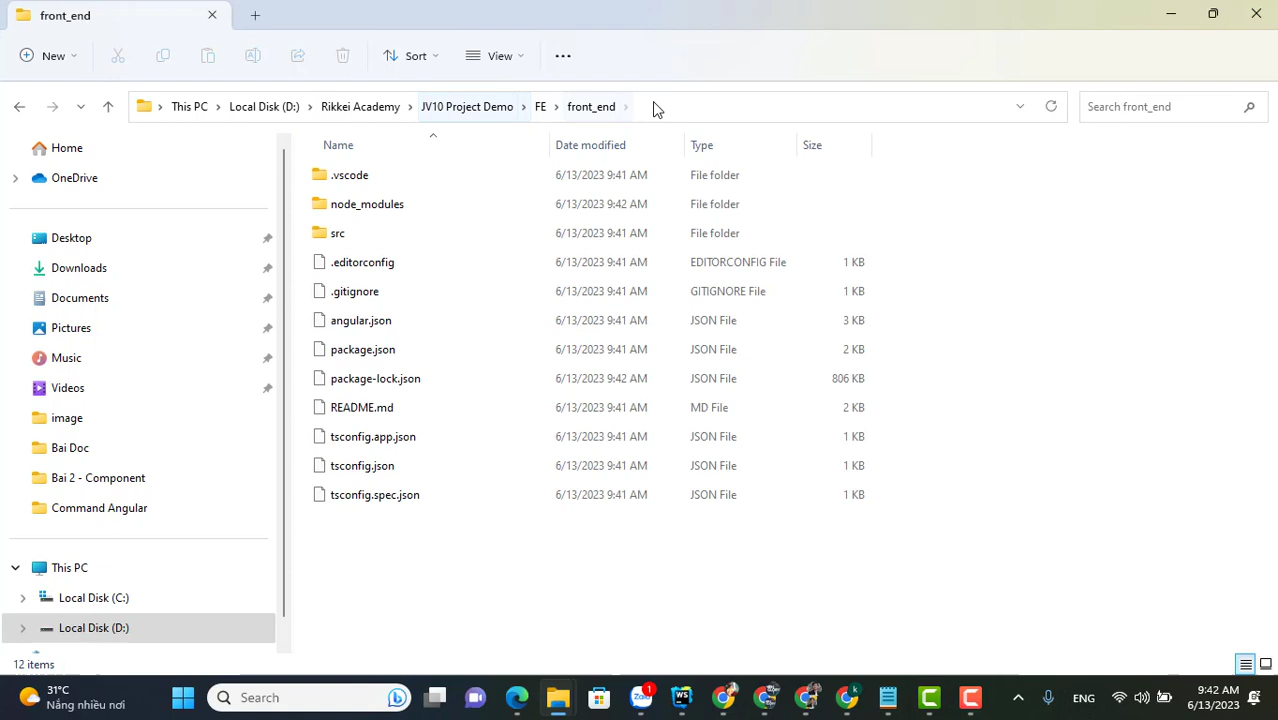 front_end
New
Sort
View
This PC
Local Disk (D:)
Rikkei Academy
JV10 Project Demo
FE
front_end
Search front_end
Name
Date modified
Type
Size
Home
OneDrive
Desktop
Downloads
Documents
Pictures
Music
Videos
image
Bai Doc
Bai 2 - Component
Command Angular
This PC
Local Disk (C:)
Local Disk (D:)
.vscode 6/13/2023 9:41 AM File folder
node_modules 6/13/2023 9:42 AM File folder
src 6/13/2023 9:41 AM File folder
.editorconfig 6/13/2023 9:41 AM EDITORCONFIG File 1 KB
.gitignore 6/13/2023 9:41 AM GITIGNORE File 1 KB
angular.json 6/13/2023 9:41 AM JSON File 3 KB
package.json 6/13/2023 9:41 AM JSON File 2 KB
package-lock.json 6/13/2023 9:42 AM JSON File 806 KB
README.md 6/13/2023 9:41 AM MD File 2 KB
tsconfig.app.json 6/13/2023 9:41 AM JSON File 1 KB
tsconfig.json 6/13/2023 9:41 AM JSON File 1 KB
tsconfig.spec.json 6/13/2023 9:41 AM JSON File 1 KB
12 items
31°C
Nắng nhiều nơi
Search
Zalo
1
WS
ENG
9:42 AM
6/13/2023